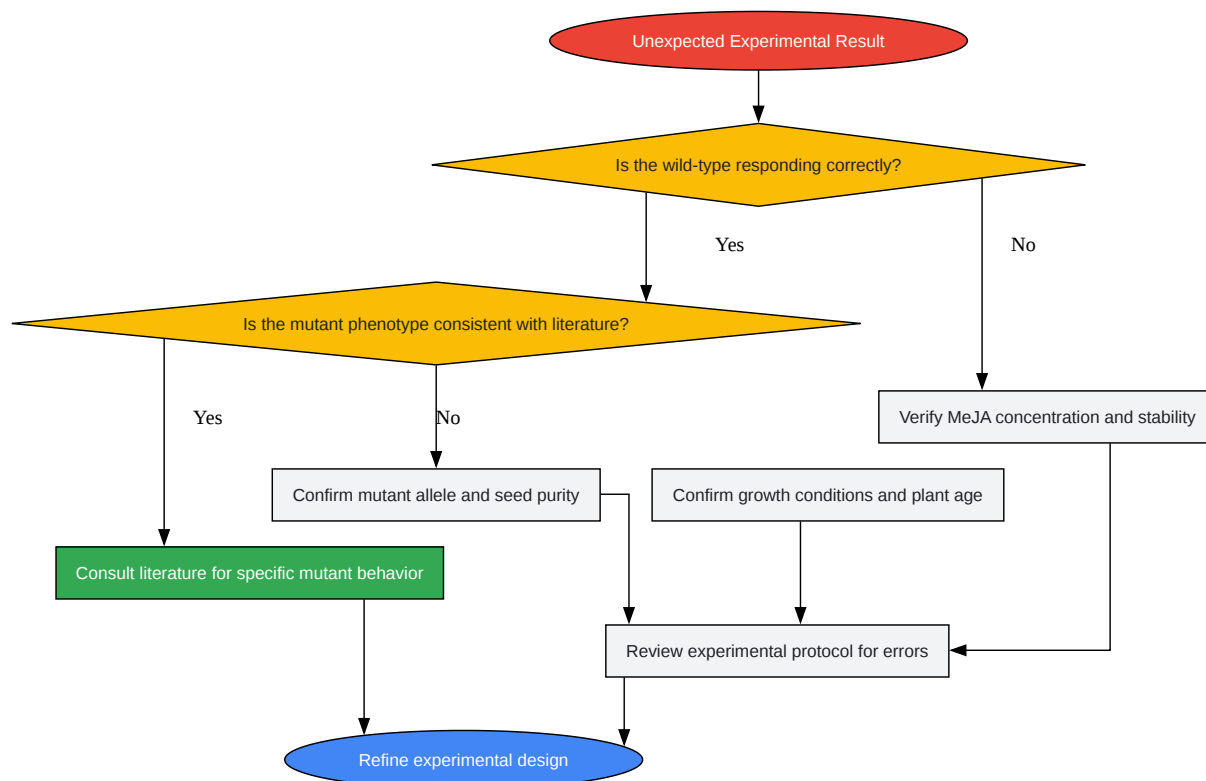 Unexpected Experimental Result
Is the wild-type responding correctly?
Yes
No
Is the mutant phenotype consistent with literature?
Yes
No
Verify MeJA concentration and stability
Confirm mutant allele and seed purity
Confirm growth conditions and plant age
Consult literature for specific mutant behavior
Review experimental protocol for errors
Refine experimental design